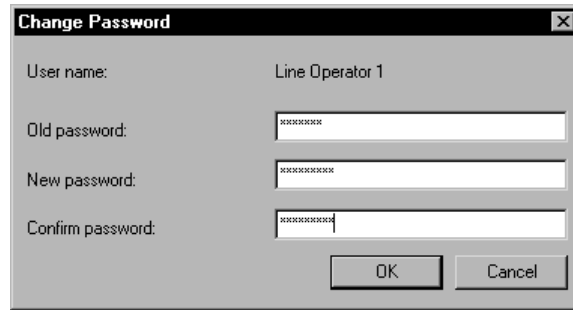 Change Password
User name: Line Operator 1
Old password: *******
New password: *********
Confirm password: *********
OK Cancel